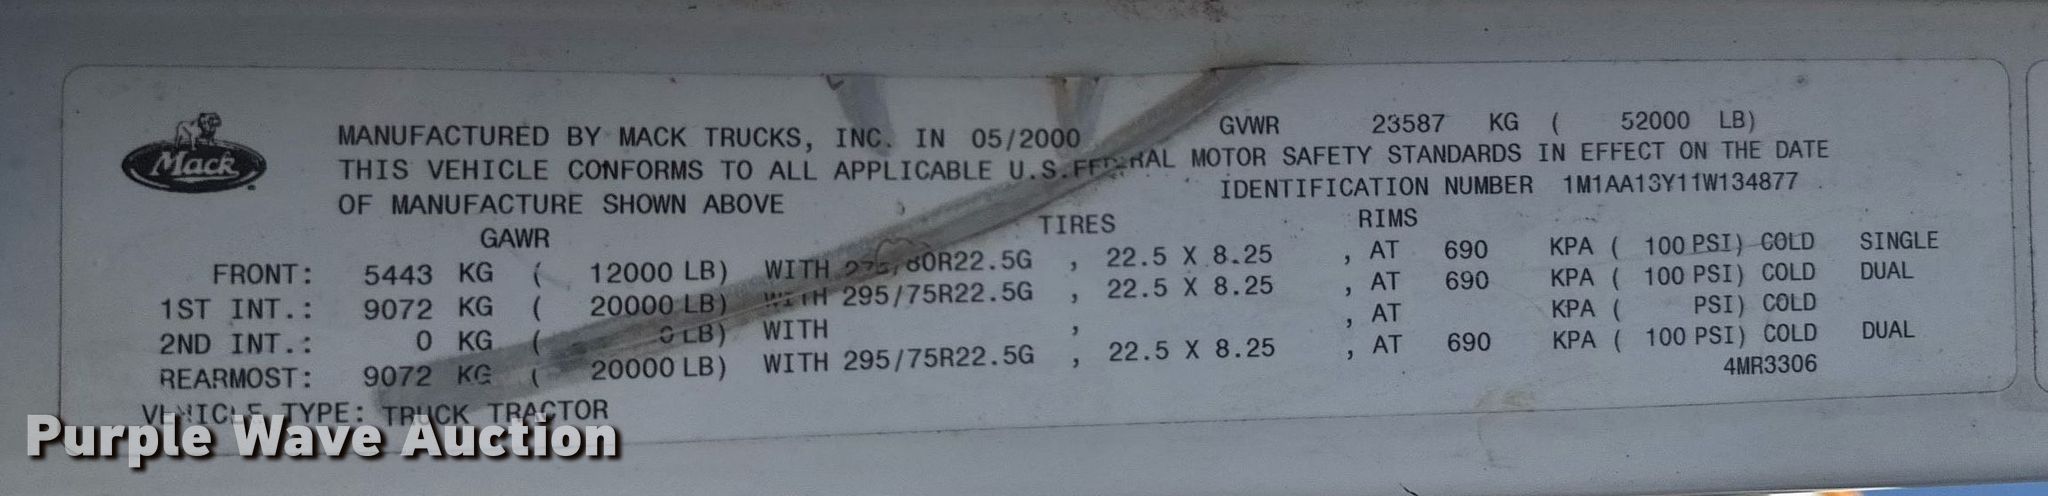 Mack
MANUFACTURED BY MACK TRUCKS, INC. IN 05/2000 GVWR 23587 KG ( 52000 LB)
THIS VEHICLE CONFORMS TO ALL APPLICABLE U.S. MOTOR SAFETY STANDARDS IN EFFECT ON THE DATE
OF MANUFACTURE SHOWN ABOVE IDENTIFICATION NUMBER 1M1AA13Y11W134877
GAWR TIRES RIMS
FRONT: 5443 KG ( 12000 LB) WITH , 22.5 X 8.25 , AT 690 KPA ( 100 PSI) COLD SINGLE
1ST INT.: 9072 KG ( 20000 LB) WITH 295/75R22.5G , 22.5 X 8.25 , AT 690 KPA ( 100 PSI) COLD DUAL
2ND INT.: 0 KG ( 0 LB) WITH , , AT KPA ( PSI) COLD
REARMOST: 9072 KG ( 20000 LB) WITH 295/75R22.5G , 22.5 X 8.25 , AT 690 KPA ( 100 PSI) COLD DUAL
4MR3306
VEHICLE TYPE: TRUCK TRACTOR
Purple Wave Auction